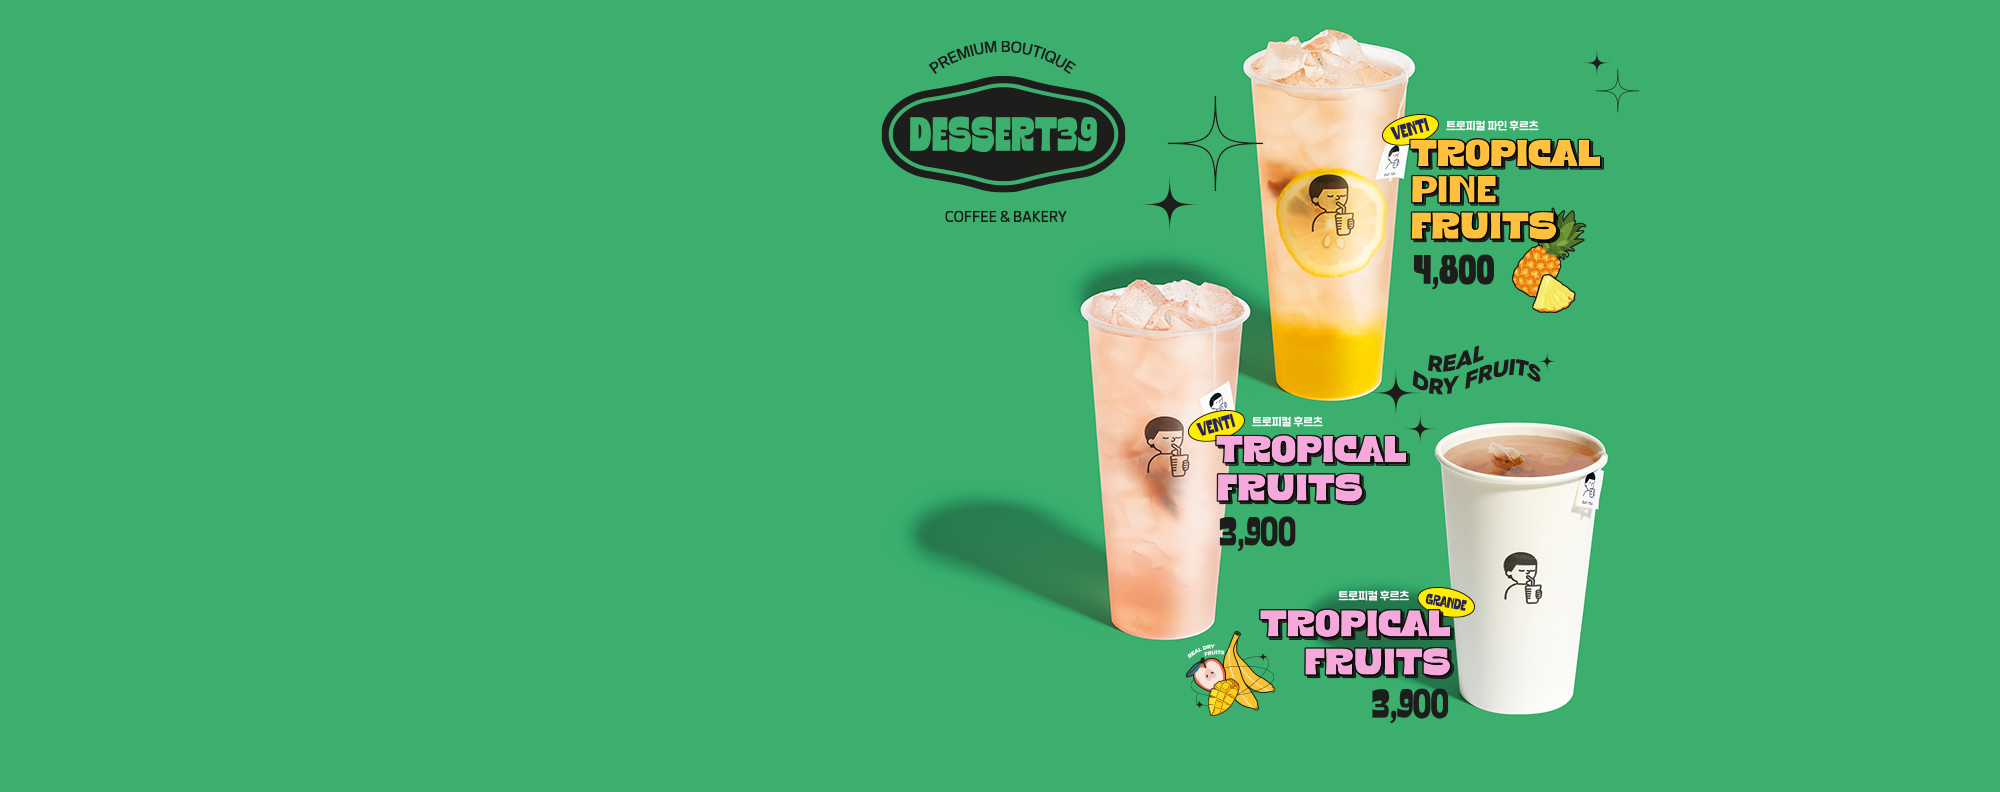 PREMIUM BOUTIQUE
DESSERT39
COFFEE & BAKERY
VENTI
트로피컬 파인 후르츠
TROPICAL
PINE
FRUITS
4,800
REAL
DRY FRUITS
VENTI
트로피컬 후르츠
TROPICAL
FRUITS
3,900
트로피컬 후르츠
GRANDE
TROPICAL
FRUITS
3,900
REAL DRY
FRUITS